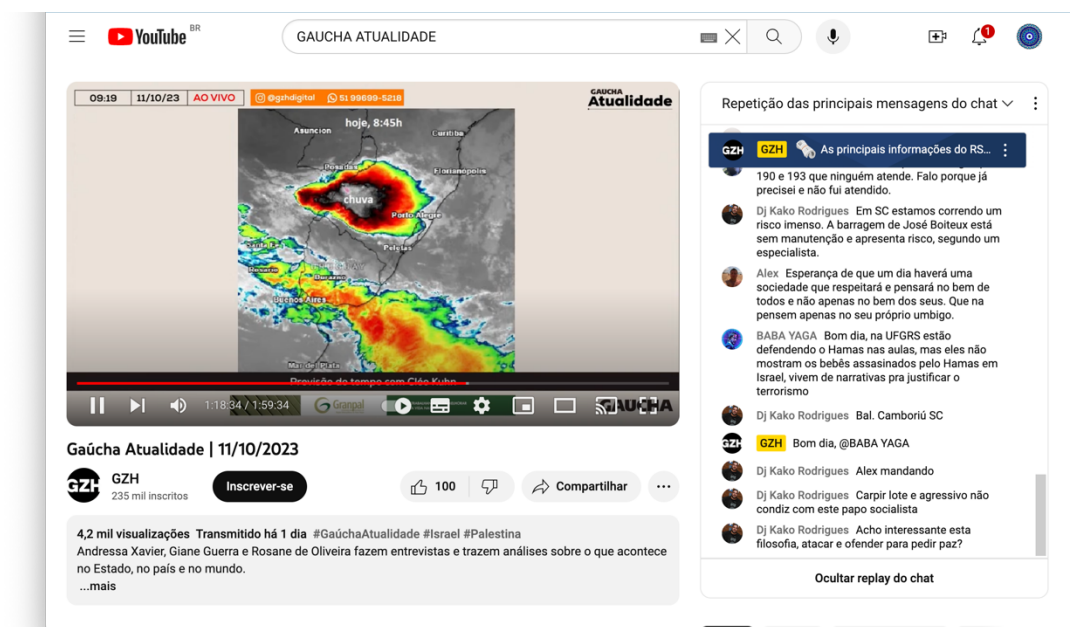 YouTube BR
GAUCHA ATUALIDADE
1
09:19 11/10/23 AO VIVO @gzhdigital 51 99699-5218
GAUCHA
Atualidade
hoje, 8:45h
Asuncion
Curitiba
Posadas
Florianopolis
chuva
Porto Alegre
Pelotas
Santa Fe
Rosario
Durazno
Buenos Aires
Mar del Plata
Previsão do tempo com Cléo Kuhn
1:18:34 / 1:59:34
Granpal
GAÚCHA
Gaúcha Atualidade | 11/10/2023
GZH
GZH
235 mil inscritos
Inscrever-se
100
Compartilhar
4,2 mil visualizações Transmitido há 1 dia #GaúchaAtualidade #Israel #Palestina
Andressa Xavier, Giane Guerra e Rosane de Oliveira fazem entrevistas e trazem análises sobre o que acontece
no Estado, no país e no mundo.
...mais
Repetição das principais mensagens do chat
GZH GZH As principais informações do RS...
190 e 193 que ninguém atende. Falo porque já
precisei e não fui atendido.
Dj Kako Rodrigues Em SC estamos correndo um
risco imenso. A barragem de José Boiteux está
sem manutenção e apresenta risco, segundo um
especialista.
Alex Esperança de que um dia haverá uma
sociedade que respeitará e pensará no bem de
todos e não apenas no bem dos seus. Que na
pensem apenas no seu próprio umbigo.
BABA YAGA Bom dia, na UFGRS estão
defendendo o Hamas nas aulas, mas eles não
mostram os bebês assassinados pelo Hamas em
Israel, vivem de narrativas pra justificar o
terrorismo
Dj Kako Rodrigues Bal. Camboriú SC
GZH GZH Bom dia, @BABA YAGA
Dj Kako Rodrigues Alex mandando
Dj Kako Rodrigues Carpir lote e agressivo não
condiz com este papo socialista
Dj Kako Rodrigues Acho interessante esta
filosofia, atacar e ofender para pedir paz?
Ocultar replay do chat